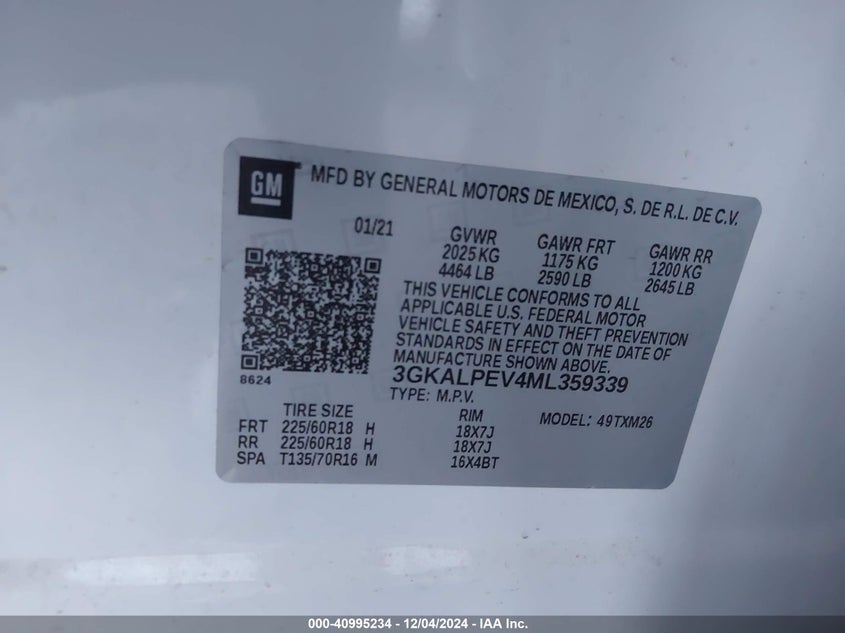 GM
MFD BY GENERAL MOTORS DE MEXICO, S. DE R.L. DE C.V.
01/21
GVWR GAWR FRT GAWR RR
2025 KG 1175 KG 1200 KG
4464 LB 2590 LB 2645 LB
THIS VEHICLE CONFORMS TO ALL
APPLICABLE U.S. FEDERAL MOTOR
VEHICLE SAFETY AND THEFT PREVENTION
STANDARDS IN EFFECT ON THE DATE OF
MANUFACTURE SHOWN ABOVE.
8624
3GKALPEV4ML359339
TYPE: M.P.V.
TIRE SIZE RIM MODEL: 49TXM26
FRT 225/60R18 H 18X7J
RR 225/60R18 H 18X7J
SPA T135/70R16 M 16X4BT
000-40995234 - 12/04/2024 - IAA Inc.